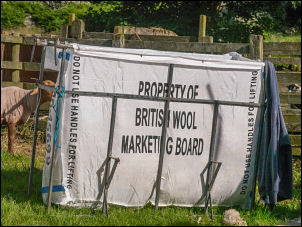 DO NOT USE HANDLES FOR LIFTING
PROPERTY OF
BRITISH WOOL
MARKETING BOARD
DO NOT USE HANDLES FOR LIFTING